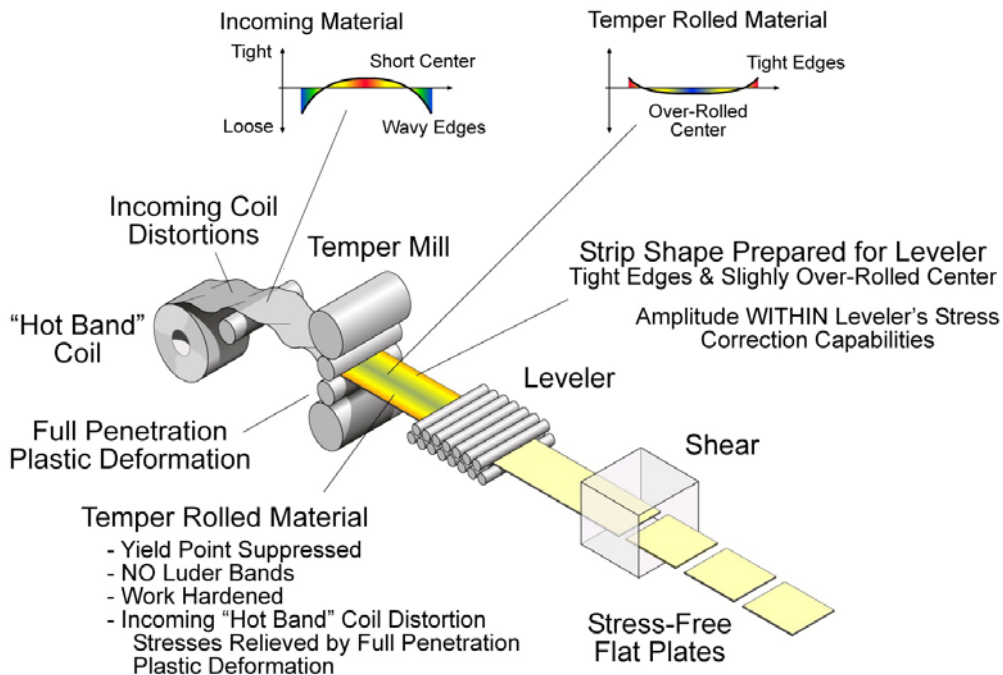 Incoming Material
Tight
Short Center
Loose
Wavy Edges
Temper Rolled Material
Tight Edges
Over-Rolled
Center
Incoming Coil
Distortions
Temper Mill
Strip Shape Prepared for Leveler
Tight Edges & Slighly Over-Rolled Center
Amplitude WITHIN Leveler's Stress
Correction Capabilities
“Hot Band”
Coil
Leveler
Full Penetration
Plastic Deformation
Shear
Temper Rolled Material
- Yield Point Suppressed
- NO Luder Bands
- Work Hardened
- Incoming “Hot Band” Coil Distortion
Stresses Relieved by Full Penetration
Plastic Deformation
Stress-Free
Flat Plates